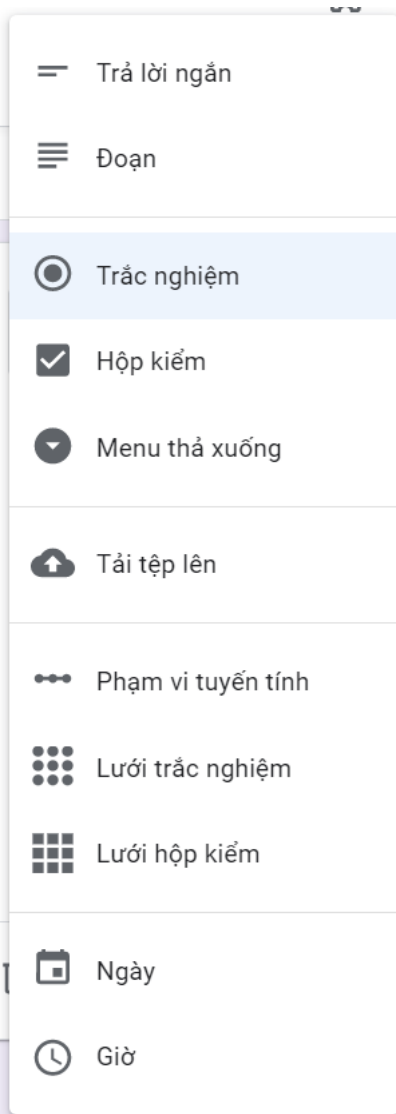 Trả lời ngắn
Đoạn
Trắc nghiệm
Hộp kiểm
Menu thả xuống
Tải tệp lên
Phạm vi tuyến tính
Lưới trắc nghiệm
Lưới hộp kiểm
Ngày
Giờ